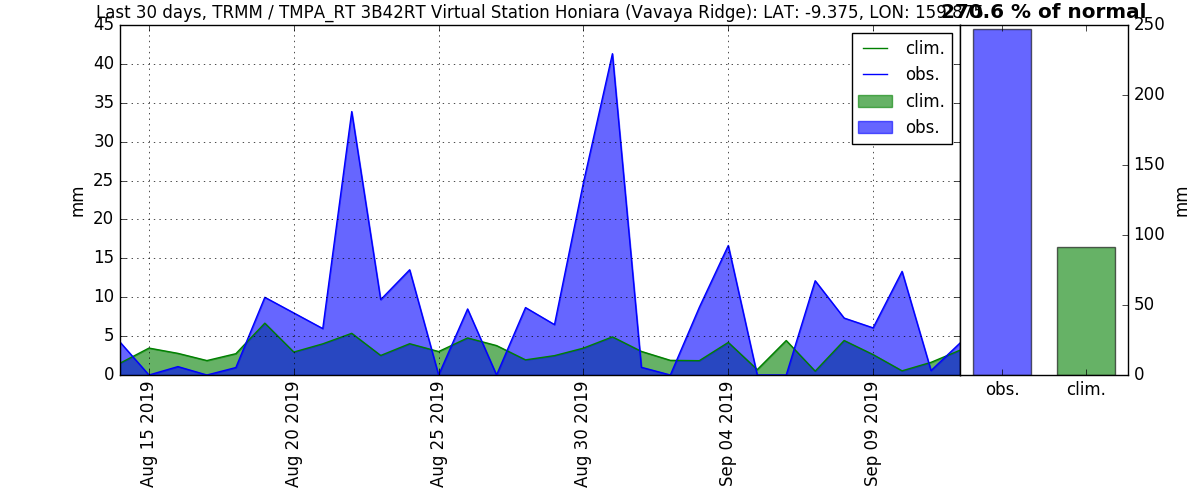 Last 30 days, TRMM / TMPA_RT 3B42RT Virtual Station Honiara (Vavaya Ridge): LAT: -9.375, LON:
270.6 % of normal
45
40
35
30
25
20
15
10
5
0
mm
clim.
obs.
clim.
obs.
Aug 15 2019
Aug 20 2019
Aug 25 2019
Aug 30 2019
Sep 04 2019
Sep 09 2019
250
200
150
100
50
0
mm
obs.
clim.